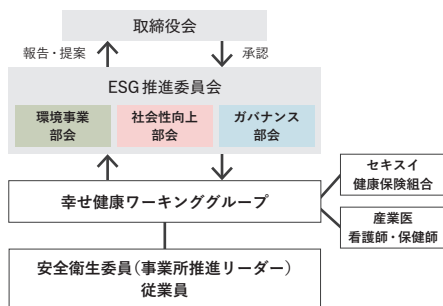 取締役会
報告・提案
承認
ESG推進委員会
環境事業
部会
社会性向上
部会
ガバナンス
部会
幸せ健康ワーキンググループ
セキスイ
健康保険組合
産業医
看護師・保健師
安全衛生委員(事業所推進リーダー)
従業員